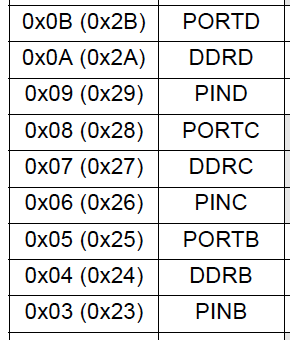 0x0B (0x2B) PORTD
0x0A (0x2A) DDRD
0x09 (0x29) PIND
0x08 (0x28) PORTC
0x07 (0x27) DDRC
0x06 (0x26) PINC
0x05 (0x25) PORTB
0x04 (0x24) DDRB
0x03 (0x23) PINB